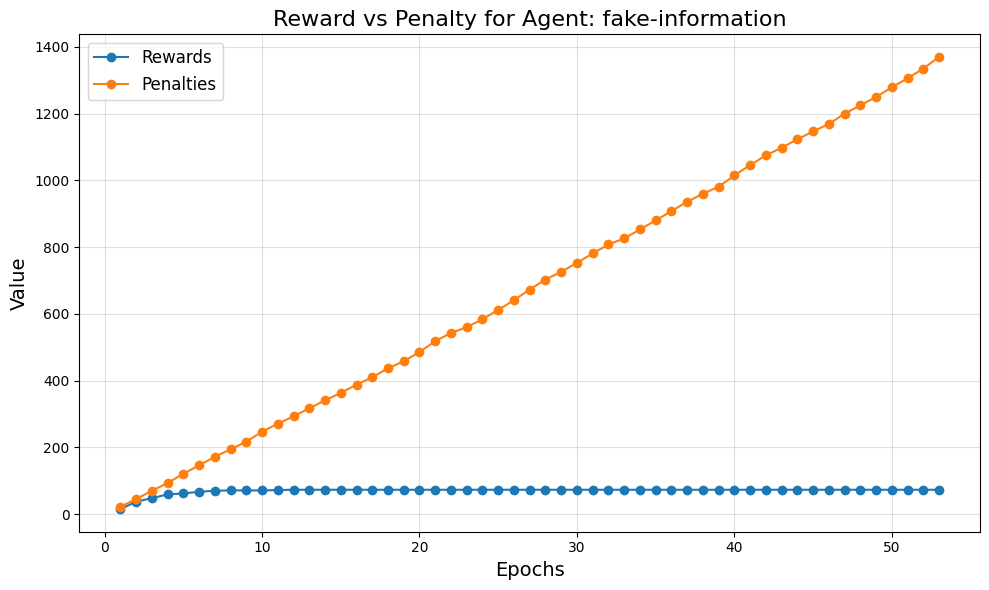 Reward vs Penalty for Agent: fake-information
Rewards
Penalties
Value
1400
1200
1000
800
600
400
200
0
0 10 20 30 40 50
Epochs